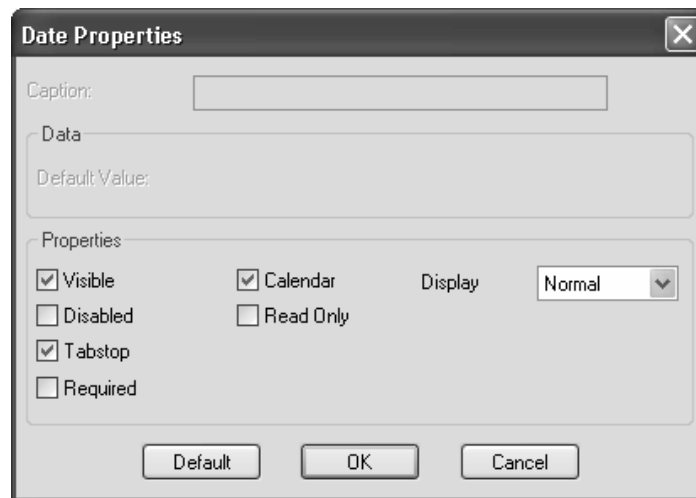 Date Properties
Caption:
Data
Default Value:
Properties
Visible Calendar Display Normal
Disabled Read Only
Tabstop
Required
Default OK Cancel